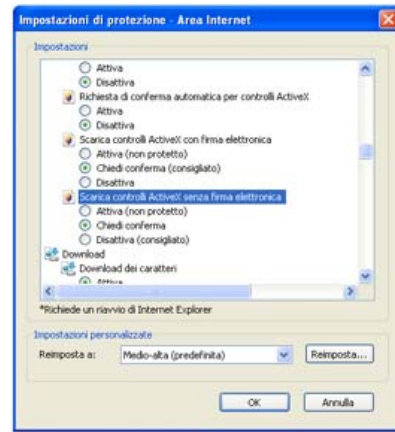 Impostazioni di protezione - Area Internet
Impostazioni
Attiva
Disattiva
Richiesta di conferma automatica per controlli ActiveX
Attiva
Disattiva
Scarica controlli ActiveX con firma elettronica
Attiva (non protetto)
Chiedi conferma (consigliato)
Disattiva
Scarica controlli ActiveX senza firma elettronica
Attiva (non protetto)
Chiedi conferma
Disattiva (consigliato)
Download
Download dei caratteri
Attiva
*Richiede un riavvio di Internet Explorer
Impostazioni personalizzate
Reimposta a: Medio-alta (predefinita) Reimposta...
OK Annulla